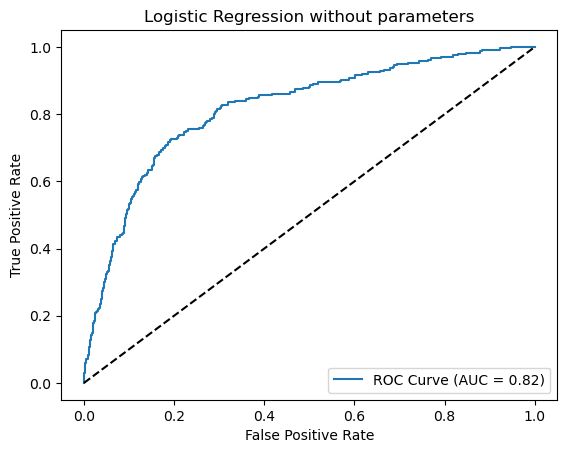 Logistic Regression without parameters
1.0
0.8
0.6
0.4
0.2
0.0
True Positive Rate
ROC Curve (AUC = 0.82)
0.0 0.2 0.4 0.6 0.8 1.0
False Positive Rate